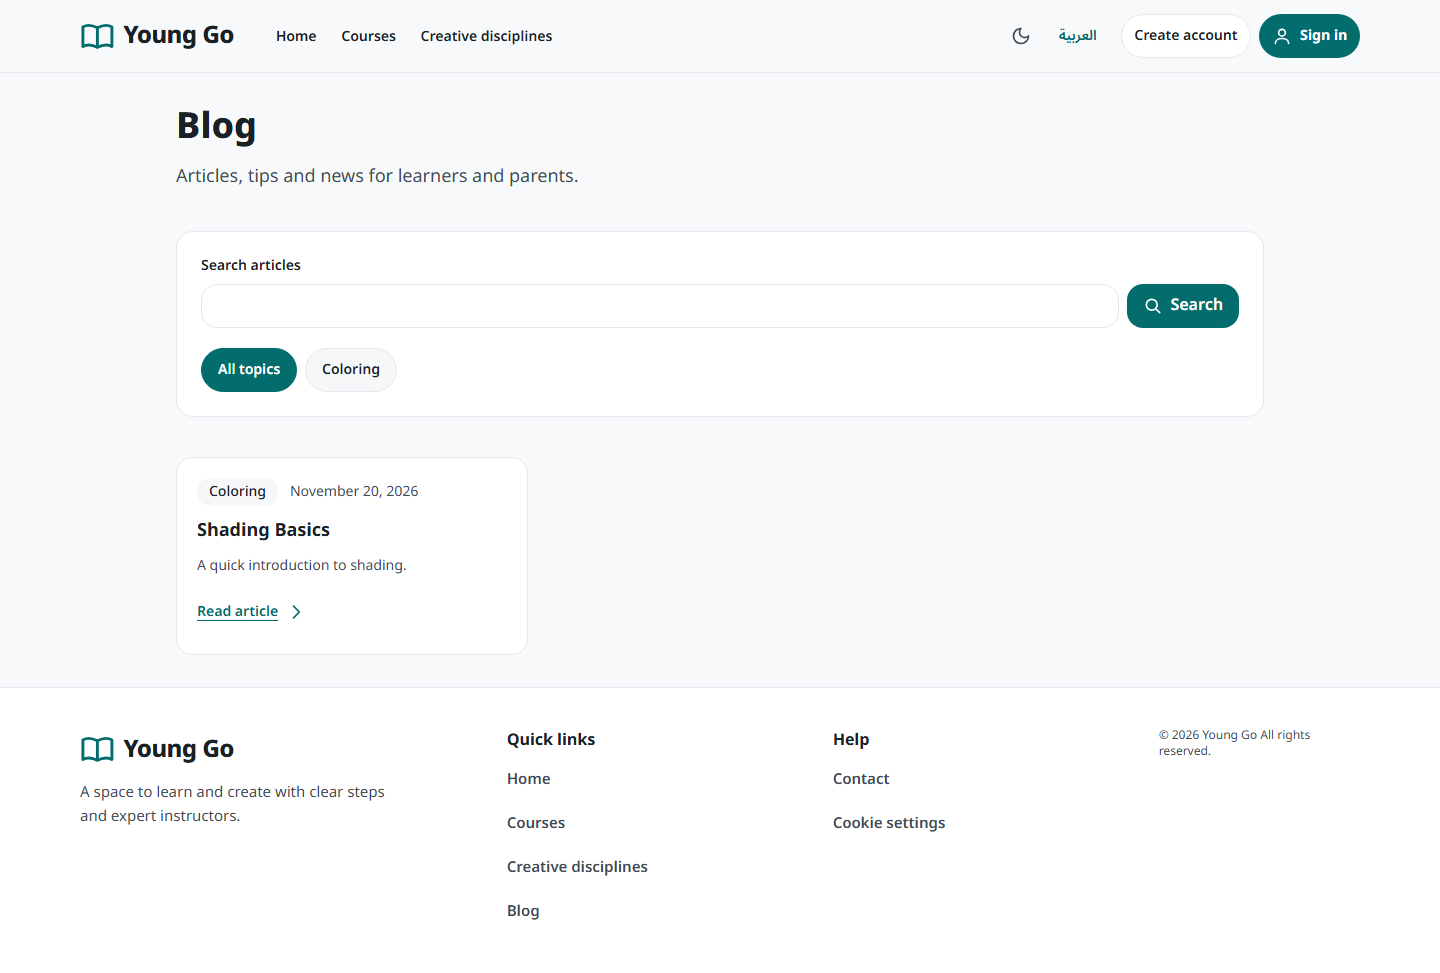 Young Go
Home
Courses
Creative disciplines
العربية
Create account
Sign in
Blog
Articles, tips and news for learners and parents.
Search articles
Search
All topics
Coloring
Coloring
November 20, 2026
Shading Basics
A quick introduction to shading.
Read article
Young Go
A space to learn and create with clear steps
and expert instructors.
Quick links
Home
Courses
Creative disciplines
Blog
Help
Contact
Cookie settings
© 2026 Young Go All rights
reserved.